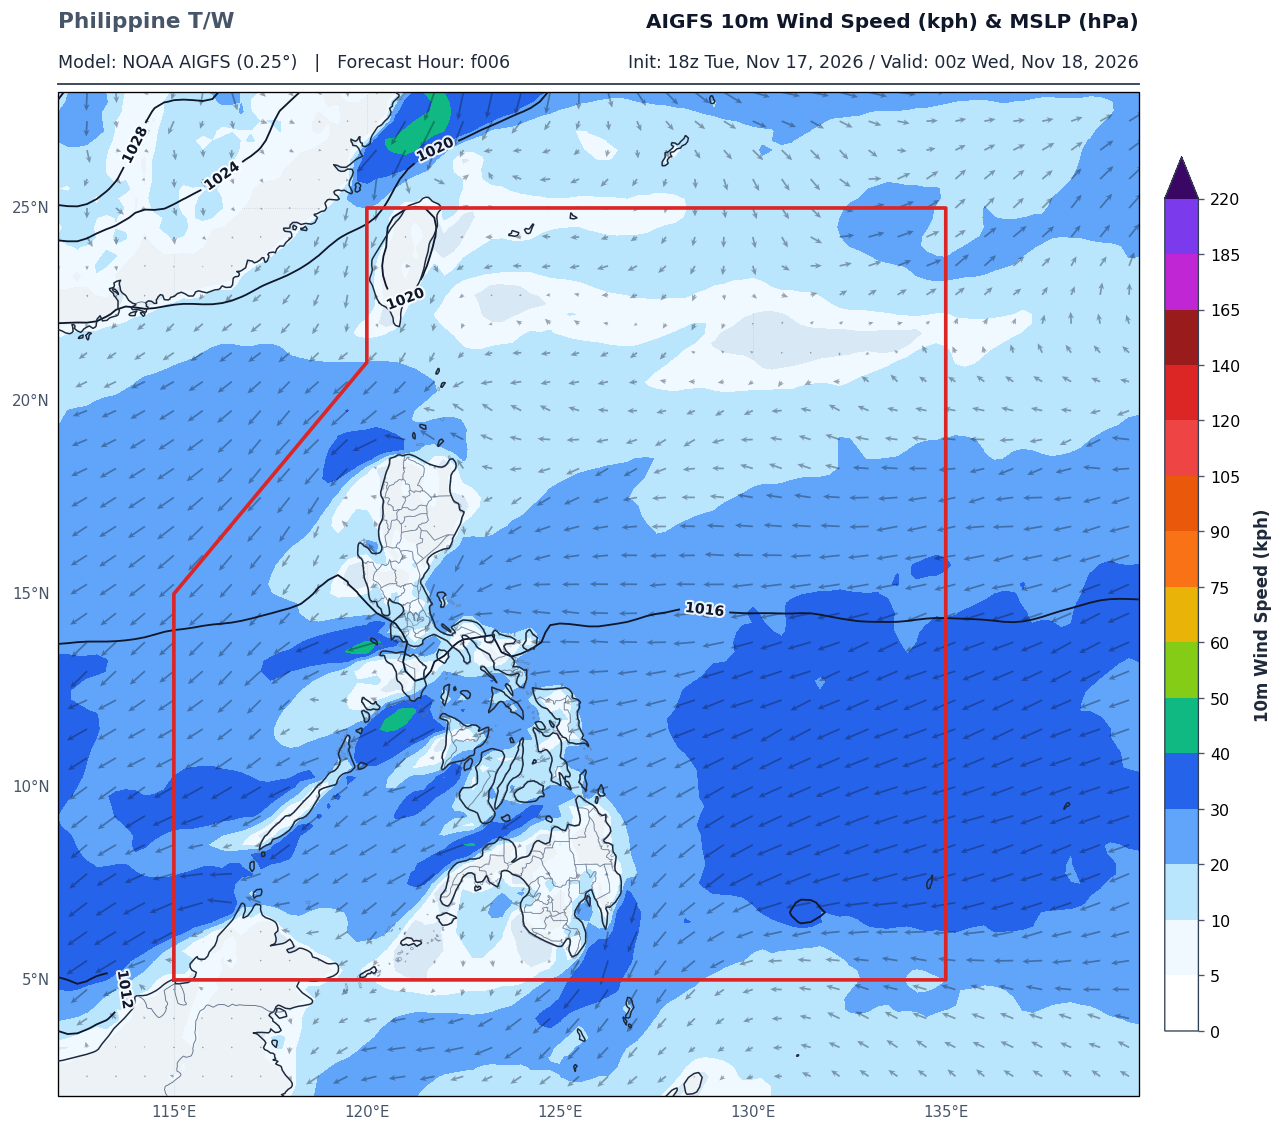 Philippine T/W
AIGFS 10m Wind Speed (kph) & MSLP (hPa)
Model: NOAA AIGFS (0.25°)   |   Forecast Hour: f006
Init: 18z Tue, Nov 17, 2026 / Valid: 00z Wed, Nov 18, 2026
1028
1024
1020
1020
1016
1012
25°N
20°N
15°N
10°N
5°N
115°E
120°E
125°E
130°E
135°E
220
185
165
140
120
105
90
75
60
50
40
30
20
10
5
0
10m Wind Speed (kph)